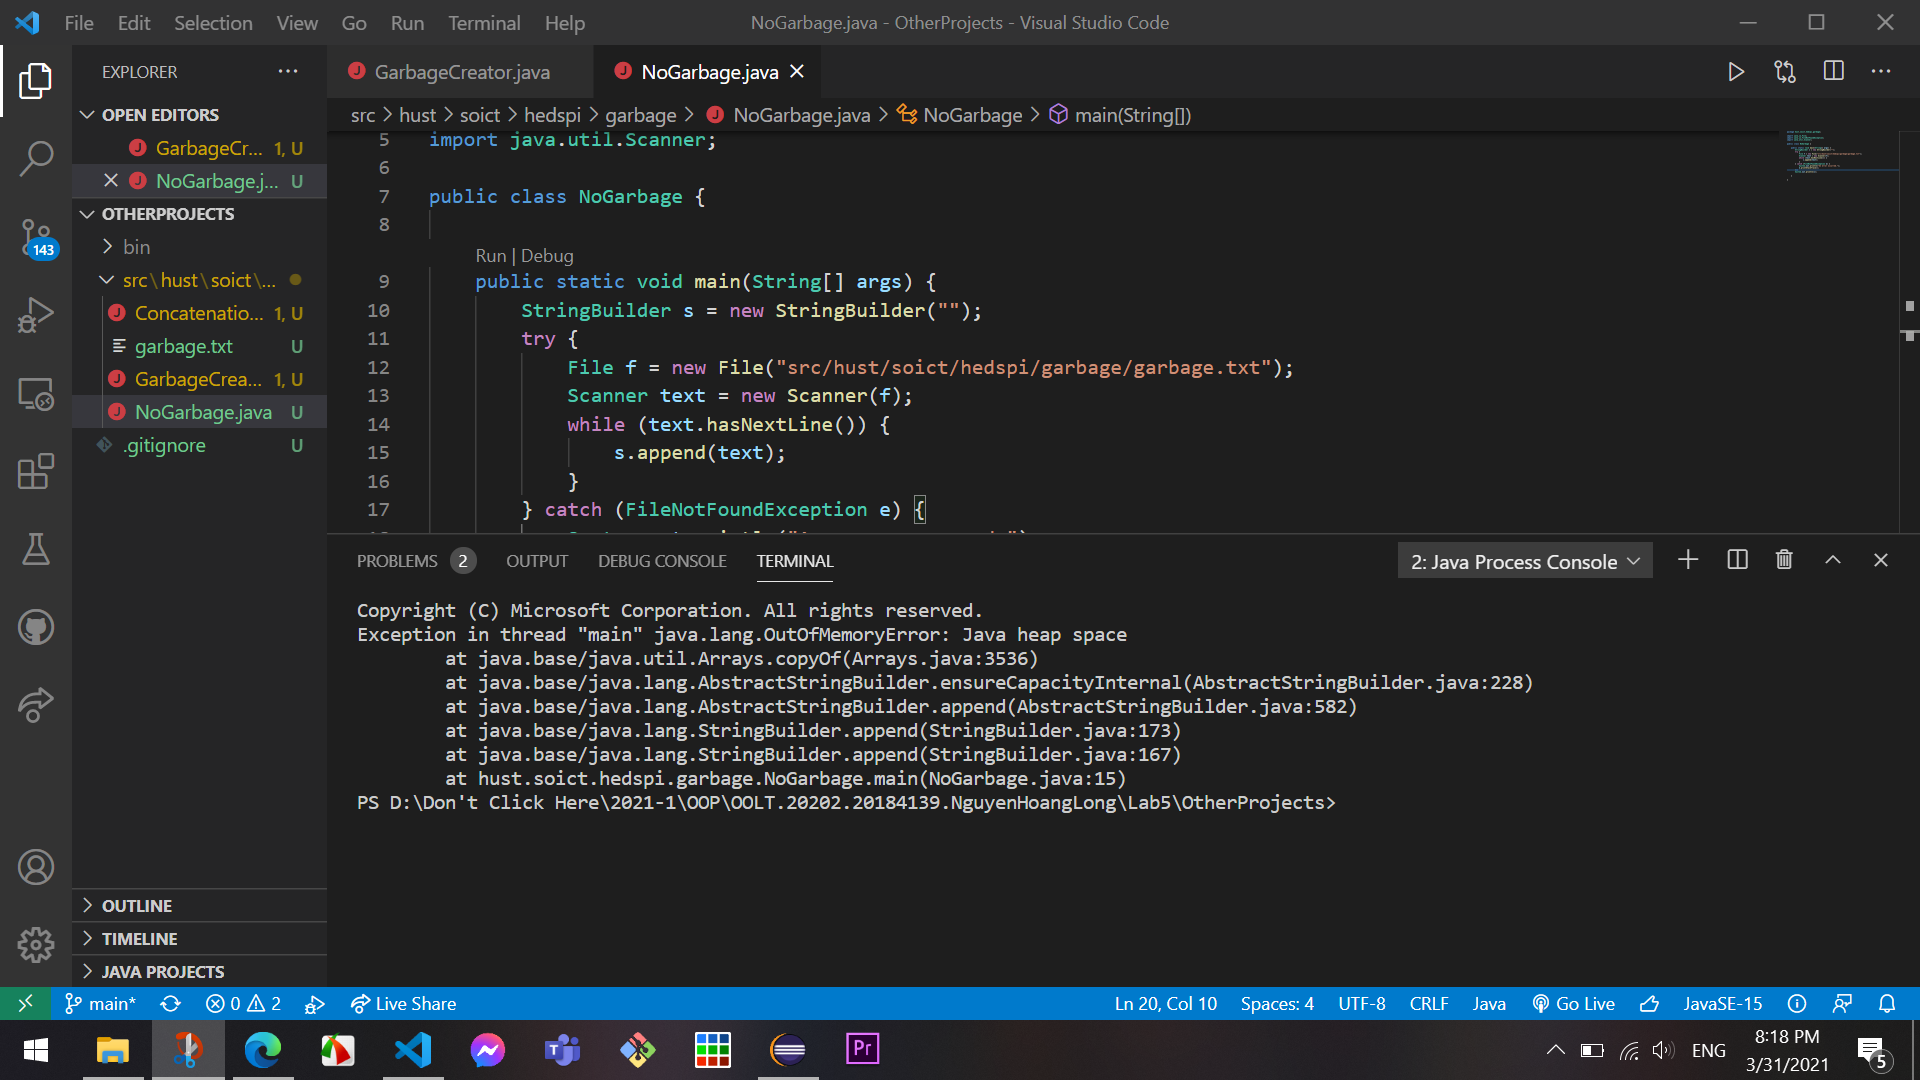 File Edit Selection View Go Run Terminal Help
NoGarbage.java - OtherProjects - Visual Studio Code
EXPLORER
OPEN EDITORS
GarbageCr... 1, U
NoGarbage.j... U
OTHERPROJECTS
bin
src\hust\soict\...
Concatenatio... 1, U
garbage.txt U
GarbageCrea... 1, U
NoGarbage.java U
.gitignore U
OUTLINE
TIMELINE
JAVA PROJECTS
143
GarbageCreator.java
NoGarbage.java
src > hust > soict > hedspi > garbage > NoGarbage.java > NoGarbage > main(String[])
5 import java.util.Scanner;
6
7 public class NoGarbage {
8
Run | Debug
9 public static void main(String[] args) {
10 StringBuilder s = new StringBuilder("");
11 try {
12 File f = new File("src/hust/soict/hedspi/garbage/garbage.txt");
13 Scanner text = new Scanner(f);
14 while (text.hasNextLine()) {
15 s.append(text);
16 }
17 } catch (FileNotFoundException e) {
PROBLEMS 2 OUTPUT DEBUG CONSOLE TERMINAL
2: Java Process Console
Copyright (C) Microsoft Corporation. All rights reserved.
Exception in thread "main" java.lang.OutOfMemoryError: Java heap space
at java.base/java.util.Arrays.copyOf(Arrays.java:3536)
at java.base/java.lang.AbstractStringBuilder.ensureCapacityInternal(AbstractStringBuilder.java:228)
at java.base/java.lang.AbstractStringBuilder.append(AbstractStringBuilder.java:582)
at java.base/java.lang.StringBuilder.append(StringBuilder.java:173)
at java.base/java.lang.StringBuilder.append(StringBuilder.java:167)
at hust.soict.hedspi.garbage.NoGarbage.main(NoGarbage.java:15)
PS D:\Don't Click Here\2021-1\OOP\OOLT.20202.20184139.NguyenHoangLong\Lab5\OtherProjects>
main* 0 2 Live Share
Ln 20, Col 10 Spaces: 4 UTF-8 CRLF Java Go Live JavaSE-15
Pr
ENG
8:18 PM
3/31/2021
5